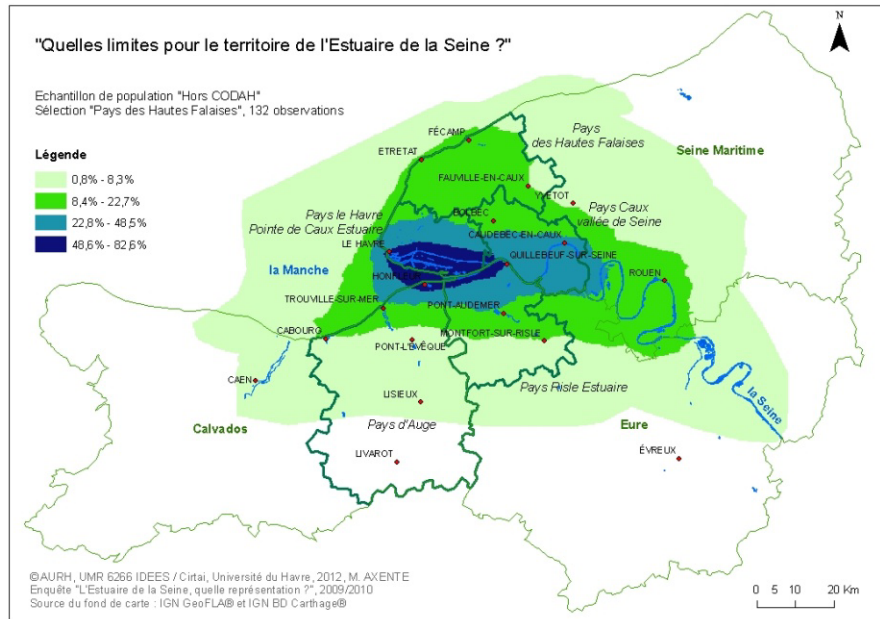 N
"Quelles limites pour le territoire de l'Estuaire de la Seine ?"
Echantillon de population "Hors CODAH"
Sélection "Pays des Hautes Falaises", 132 observations
Légende
0,8% - 8,3%
8,4% - 22,7%
22,8% - 48,5%
48,6% - 82,6%
FÉCAMP
ETRETAT
Pays
des Hautes Falaises
Seine Maritime
FAUVILLE-EN-CAUX
YVETOT
Pays le Havre
Pointe de Caux Estuaire
BOLBEC
Pays Caux
vallée de Seine
CAUDEBEC-EN-CAUX
LE HAVRE
QUILLEBEUF-SUR-SEINE
la Manche
HONFLEUR
ROUEN
TROUVILLE-SUR-MER
PONT-AUDEMER
CABOURG
MONTFORT-SUR-RISLE
PONT-L'EVÊQUE
CAEN
Pays Risle Estuaire
la Seine
LISIEUX
Calvados
Pays d'Auge
Eure
LIVAROT
ÉVREUX
©AURH, UMR 6266 IDEES / Cirtai, Université du Havre, 2012, M. AXENTE
Enquête "L'Estuaire de la Seine, quelle représentation ?", 2009/2010
Source du fond de carte : IGN GeoFLA® et IGN BD Carthage®
0 5 10 20 Km